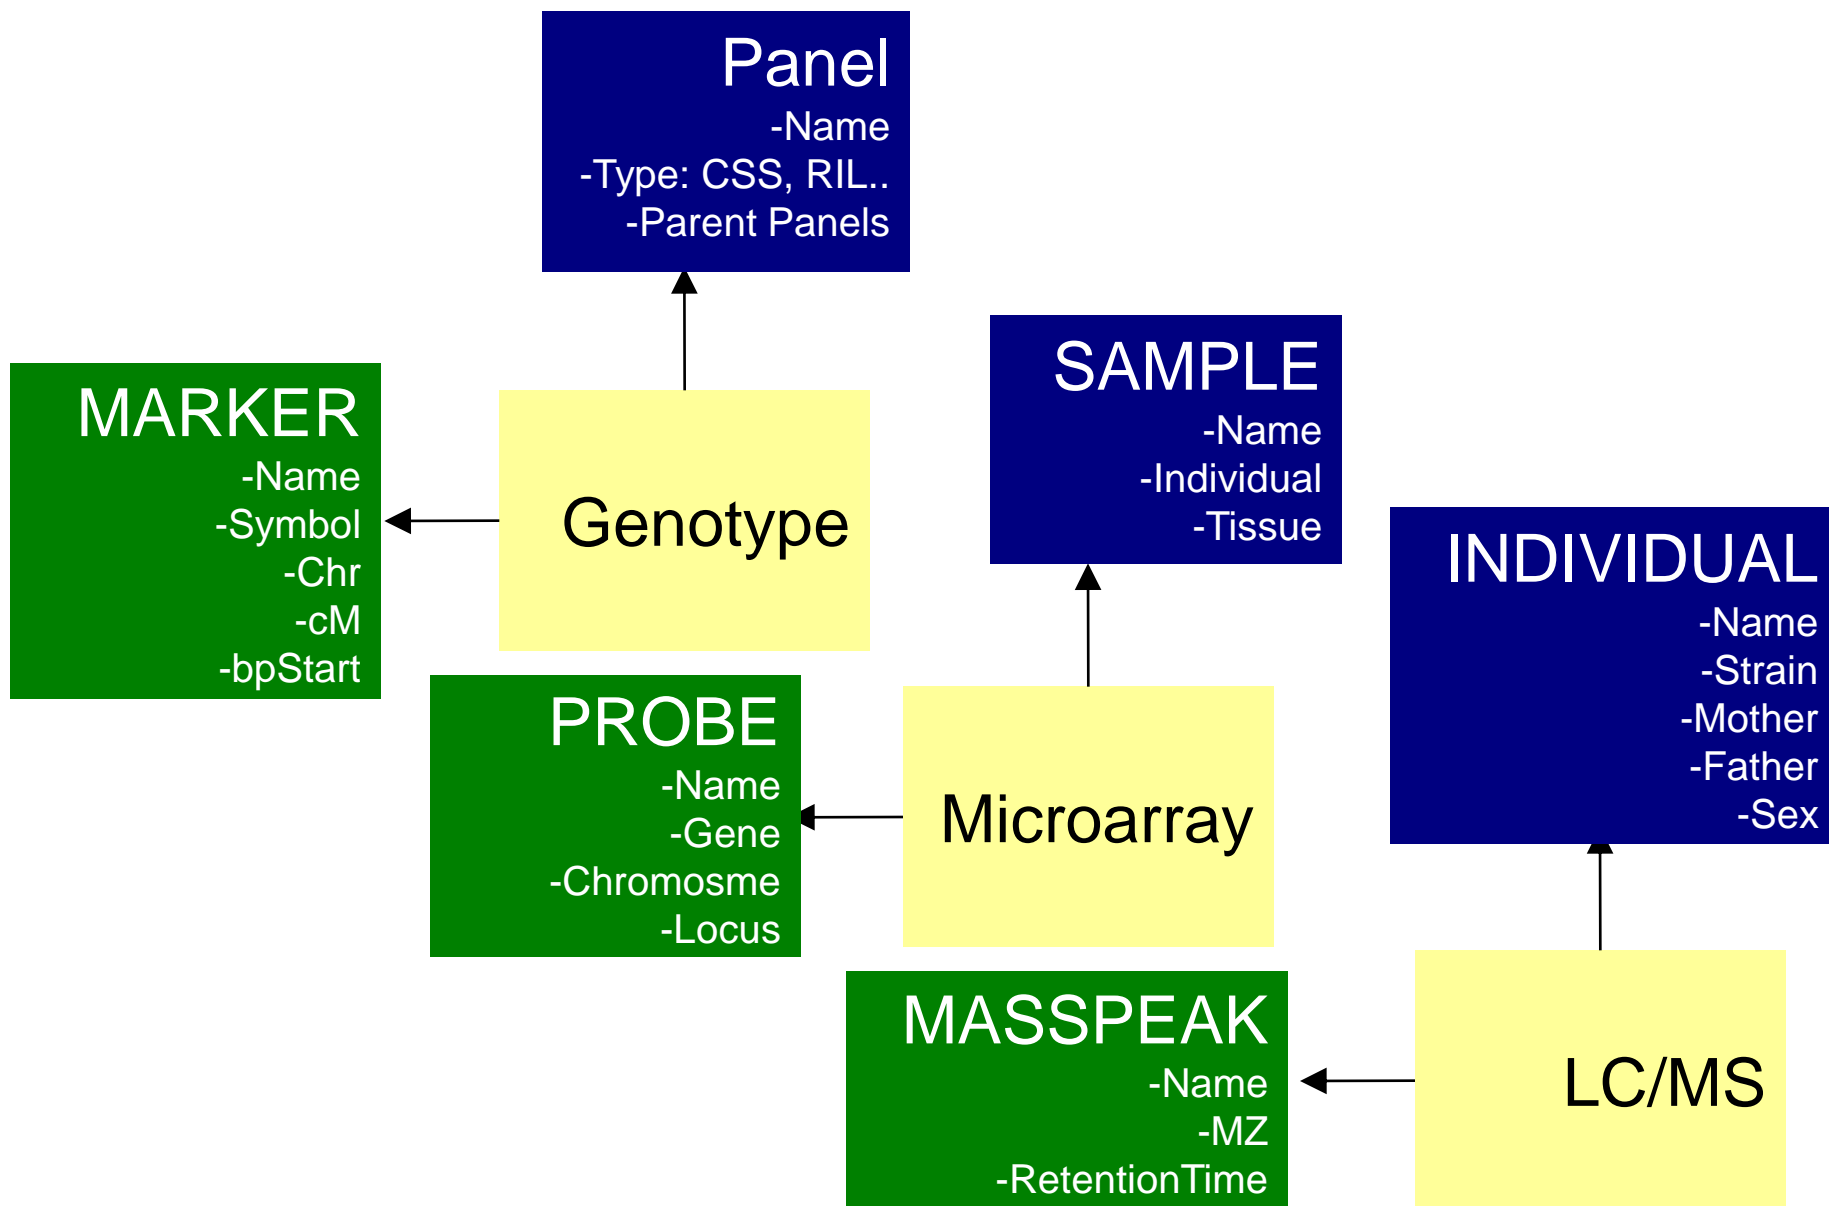 Panel
-Name
-Type: CSS, RIL..
-Parent Panels
MARKER
-Name
-Symbol
-Chr
-cM
-bpStart
Genotype
SAMPLE
-Name
-Individual
-Tissue
INDIVIDUAL
-Name
-Strain
-Mother
-Father
-Sex
PROBE
-Name
-Gene
-Chromosme
-Locus
Microarray
MASSPEAK
-Name
-MZ
-RetentionTime
LC/MS